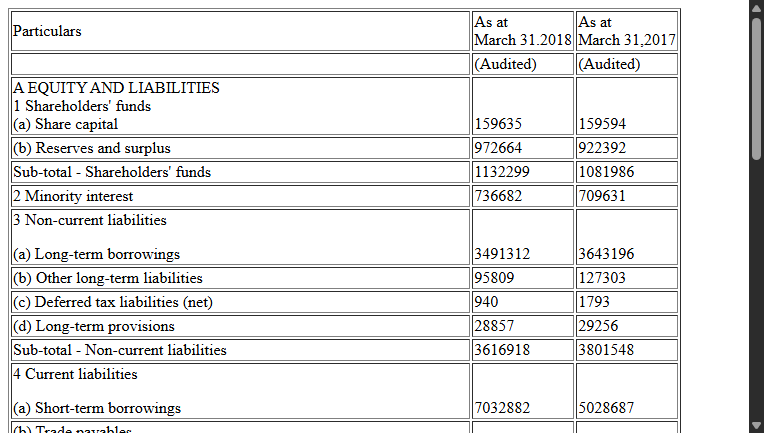 Particulars As at As at
March 31.2018 March 31,2017
(Audited) (Audited)
A EQUITY AND LIABILITIES
1 Shareholders' funds
(a) Share capital 159635 159594
(b) Reserves and surplus 972664 922392
Sub-total - Shareholders' funds 1132299 1081986
2 Minority interest 736682 709631
3 Non-current liabilities
(a) Long-term borrowings 3491312 3643196
(b) Other long-term liabilities 95809 127303
(c) Deferred tax liabilities (net) 940 1793
(d) Long-term provisions 28857 29256
Sub-total - Non-current liabilities 3616918 3801548
4 Current liabilities
(a) Short-term borrowings 7032882 5028687
(b) Trade payables